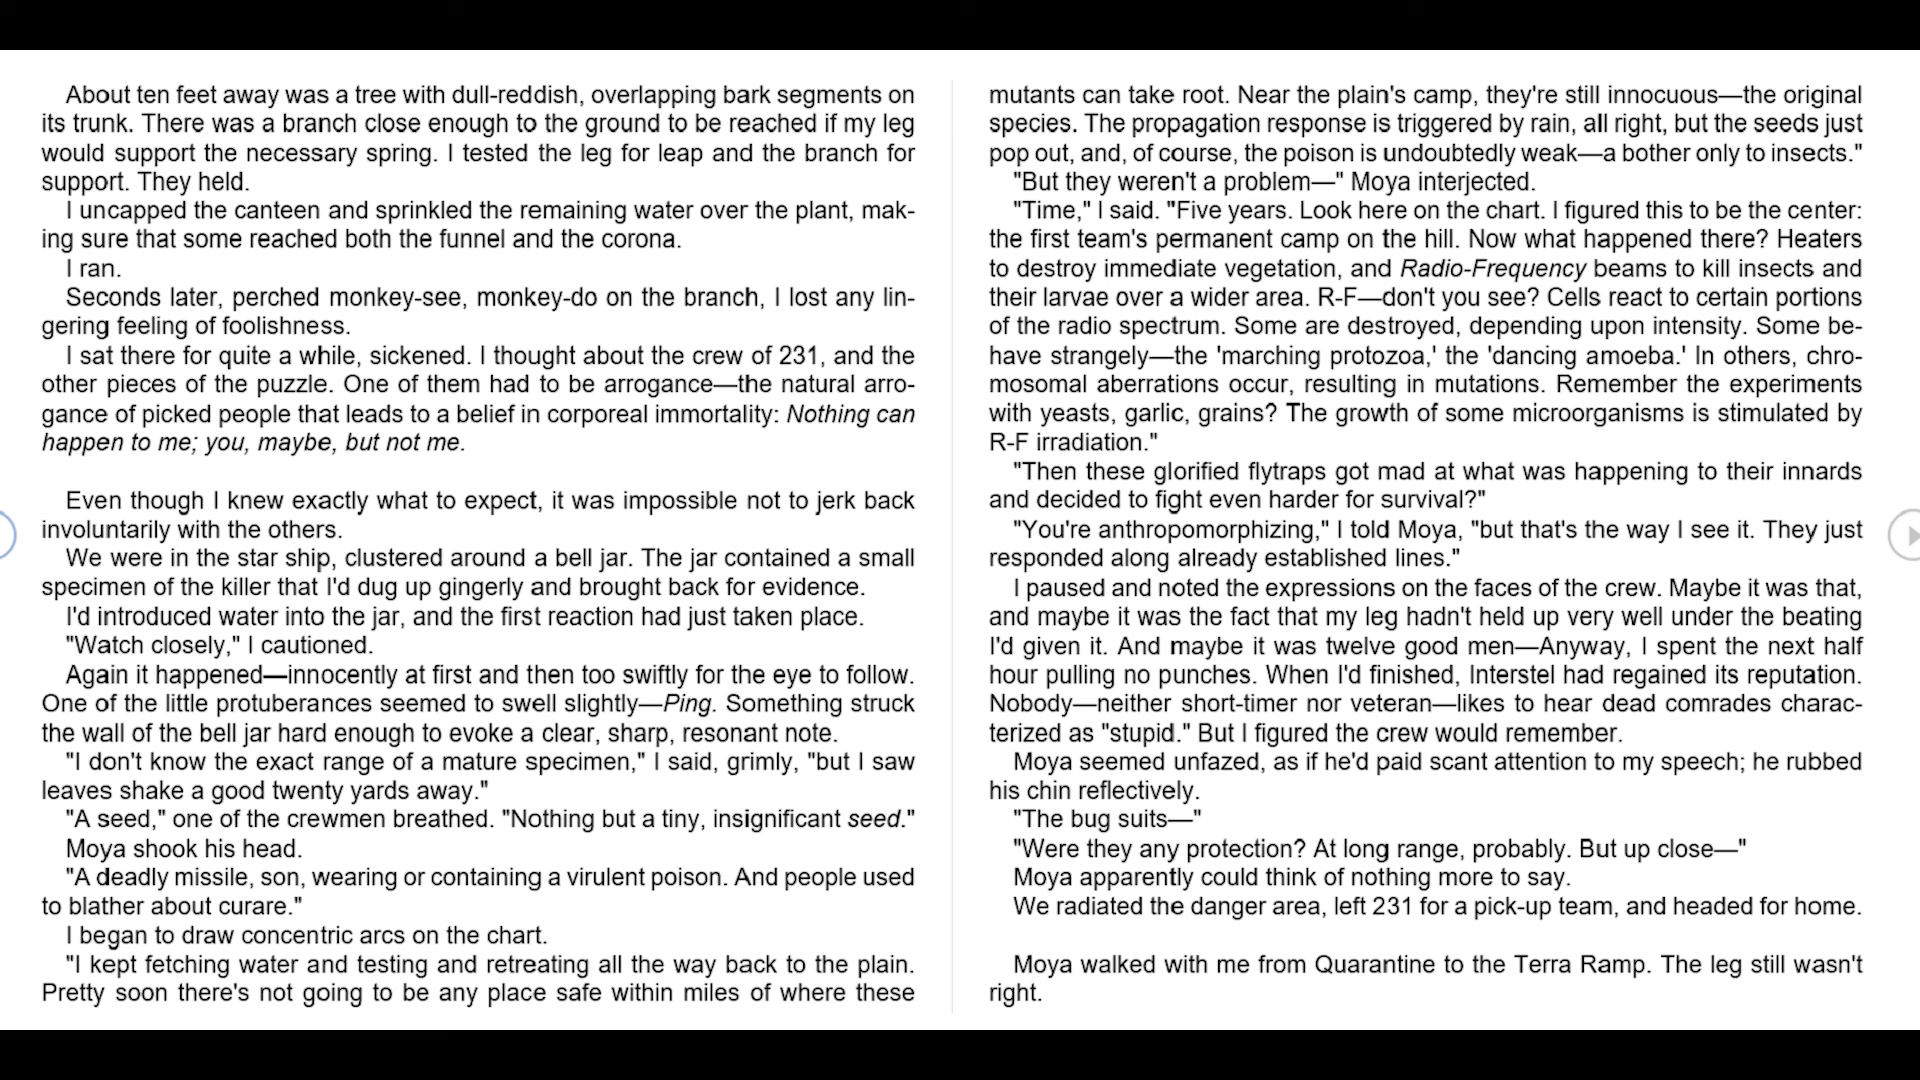 About ten feet away was a tree with dull-reddish, overlapping bark segments on
its trunk. There was a branch close enough to the ground to be reached if my leg
would support the necessary spring. I tested the leg for leap and the branch for
support. They held.
I uncapped the canteen and sprinkled the remaining water over the plant, mak-
ing sure that some reached both the funnel and the corona.
I ran.
Seconds later, perched monkey-see, monkey-do on the branch, I lost any lin-
gering feeling of foolishness.
I sat there for quite a while, sickened. I thought about the crew of 231, and the
other pieces of the puzzle. One of them had to be arrogance—the natural arro-
gance of picked people that leads to a belief in corporeal immortality: Nothing can
happen to me; you, maybe, but not me.
Even though I knew exactly what to expect, it was impossible not to jerk back
involuntarily with the others.
We were in the star ship, clustered around a bell jar. The jar contained a small
specimen of the killer that I'd dug up gingerly and brought back for evidence.
I'd introduced water into the jar, and the first reaction had just taken place.
"Watch closely," I cautioned.
Again it happened—innocently at first and then too swiftly for the eye to follow.
One of the little protuberances seemed to swell slightly—Ping. Something struck
the wall of the bell jar hard enough to evoke a clear, sharp, resonant note.
"I don't know the exact range of a mature specimen," I said, grimly, "but I saw
leaves shake a good twenty yards away."
"A seed," one of the crewmen breathed. "Nothing but a tiny, insignificant seed."
Moya shook his head.
"A deadly missile, son, wearing or containing a virulent poison. And people used
to blather about curare."
I began to draw concentric arcs on the chart.
"I kept fetching water and testing and retreating all the way back to the plain.
Pretty soon there's not going to be any place safe within miles of where these
mutants can take root. Near the plain's camp, they're still innocuous—the original
species. The propagation response is triggered by rain, all right, but the seeds just
pop out, and, of course, the poison is undoubtedly weak—a bother only to insects."
"But they weren't a problem—" Moya interjected.
"Time," I said. "Five years. Look here on the chart. I figured this to be the center:
the first team's permanent camp on the hill. Now what happened there? Heaters
to destroy immediate vegetation, and Radio-Frequency beams to kill insects and
their larvae over a wider area. R-F—don't you see? Cells react to certain portions
of the radio spectrum. Some are destroyed, depending upon intensity. Some be-
have strangely—the 'marching protozoa,' the 'dancing amoeba.' In others, chro-
mosomal aberrations occur, resulting in mutations. Remember the experiments
with yeasts, garlic, grains? The growth of some microorganisms is stimulated by
R-F irradiation."
"Then these glorified flytraps got mad at what was happening to their innards
and decided to fight even harder for survival?"
"You're anthropomorphizing," I told Moya, "but that's the way I see it. They just
responded along already established lines."
I paused and noted the expressions on the faces of the crew. Maybe it was that,
and maybe it was the fact that my leg hadn't held up very well under the beating
I'd given it. And maybe it was twelve good men—Anyway, I spent the next half
hour pulling no punches. When I'd finished, Interstel had regained its reputation.
Nobody—neither short-timer nor veteran—likes to hear dead comrades charac-
terized as "stupid." But I figured the crew would remember.
Moya seemed unfazed, as if he'd paid scant attention to my speech; he rubbed
his chin reflectively.
"The bug suits—"
"Were they any protection? At long range, probably. But up close—"
Moya apparently could think of nothing more to say.
We radiated the danger area, left 231 for a pick-up team, and headed for home.
Moya walked with me from Quarantine to the Terra Ramp. The leg still wasn't
right.